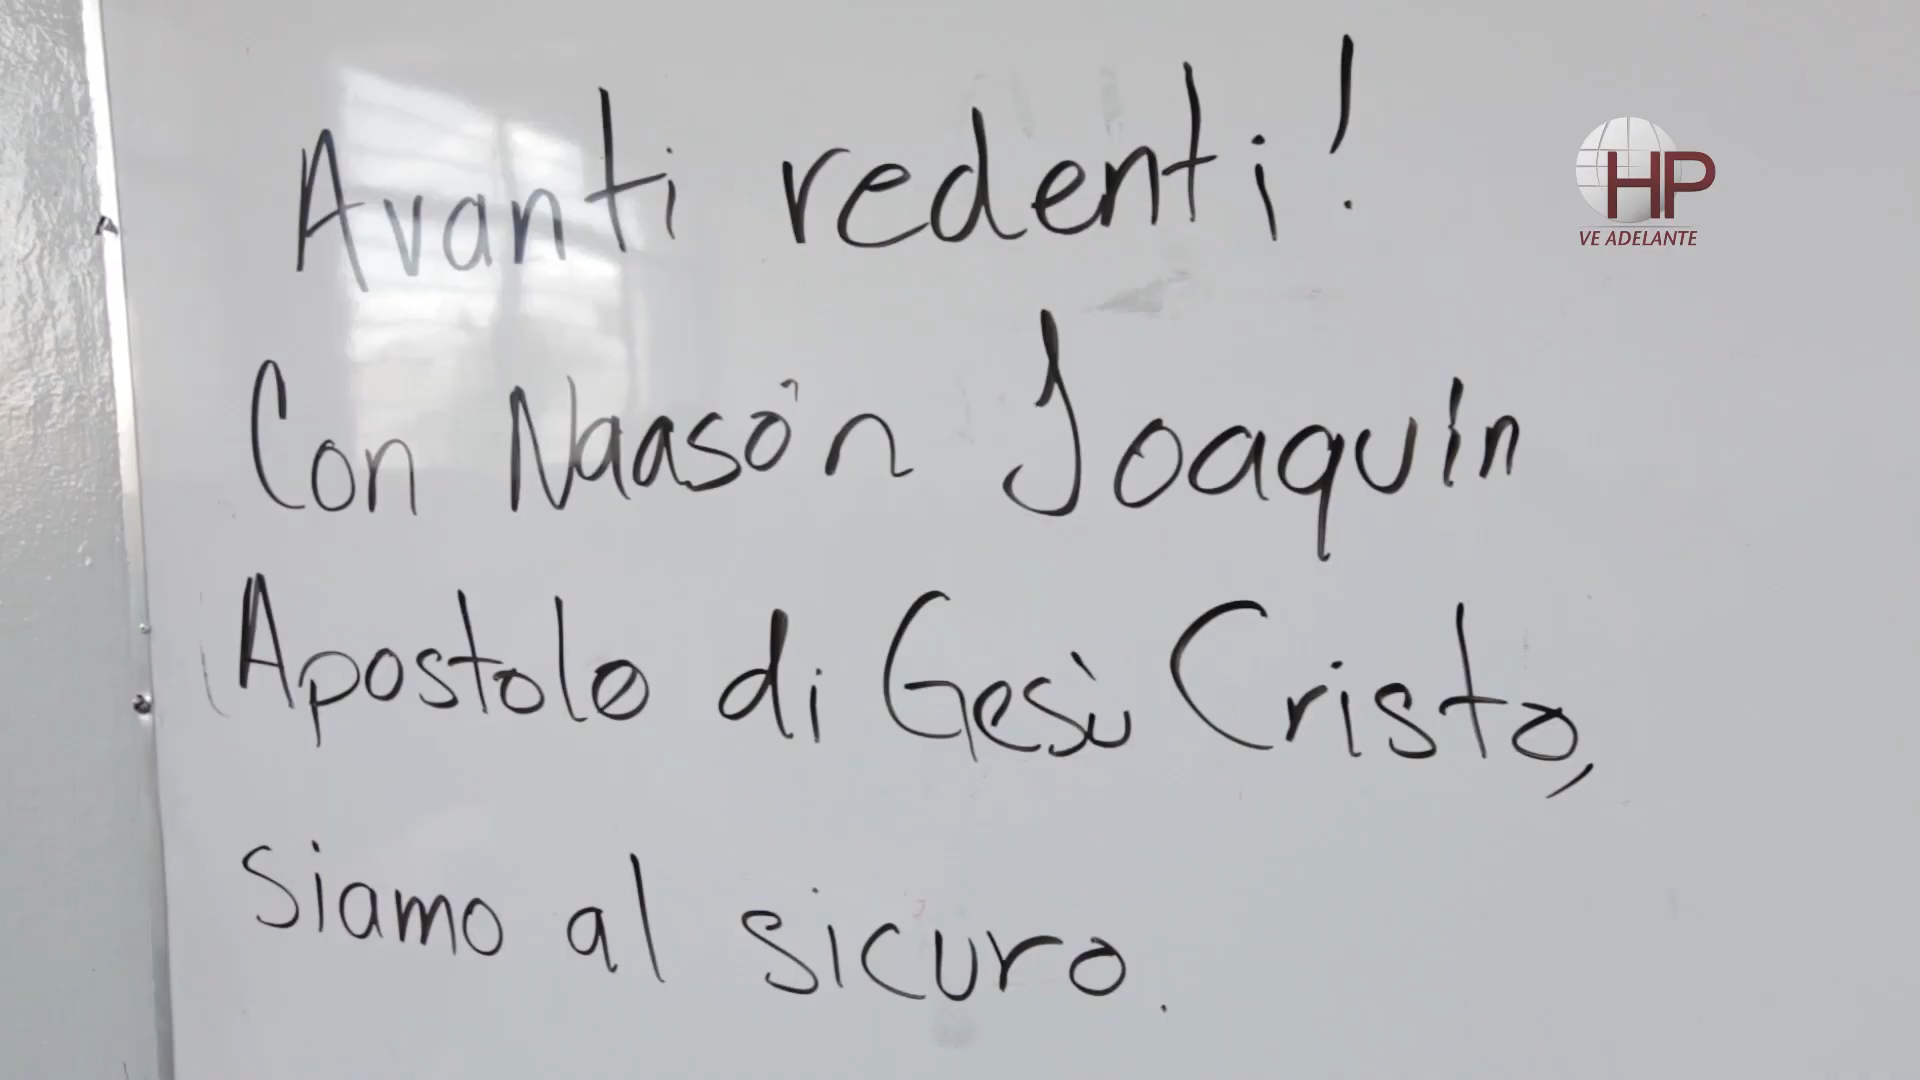 Avanti redenti!
HP
VE ADELANTE
Con Naasón Joaquín
Apostolo di Gesù Cristo,
siamo al sicuro.